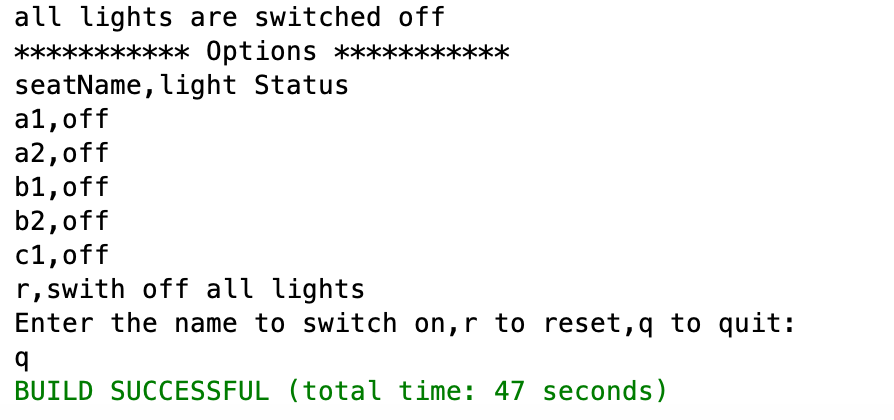 all lights are switched off
*********** Options ***********
seatName,light Status
a1,off
a2,off
b1,off
b2,off
c1,off
r,swith off all lights
Enter the name to switch on,r to reset,q to quit:
q
BUILD SUCCESSFUL (total time: 47 seconds)